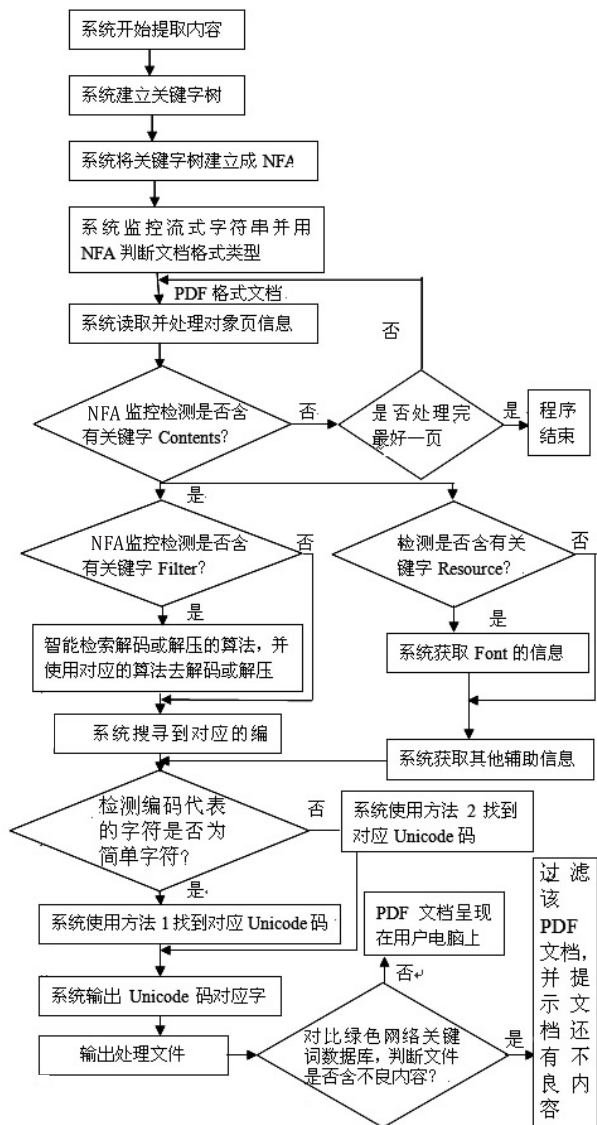 系统开始提取内容
系统建立关键字树
系统将关键字树建立成 NFA
系统监控流式字符串并用
NFA 判断文档格式类型
PDF 格式文档
系统读取并处理对象页信息
否
NFA 监控检测是否含
有关键字 Contents?
否
是否处理完
最好一页
是
程序
结束
是
NFA监控检测是否含
有关键字 Filter?
否
检测是否含有关
键字 Resource?
否
是
智能检索解码或解压的算法，并
使用对应的算法去解码或解压
是
系统获取 Font 的信息
系统搜寻到对应的编
系统获取其他辅助信息
检测编码代表
的字符是否为
简单字符？
否
系统使用方法 2 找到
对应 Unicode 码
是
系统使用方法 1 找到对应 Unicode 码
PDF 文档呈现
在用户电脑上
过滤
该
PDF
文档，
并提
示文
档还
有不
良内
容
否
系统输出 Unicode 码对应字
输出处理文件
对比绿色网络关键
词数据库，判断文件
是否含不良内容？
是